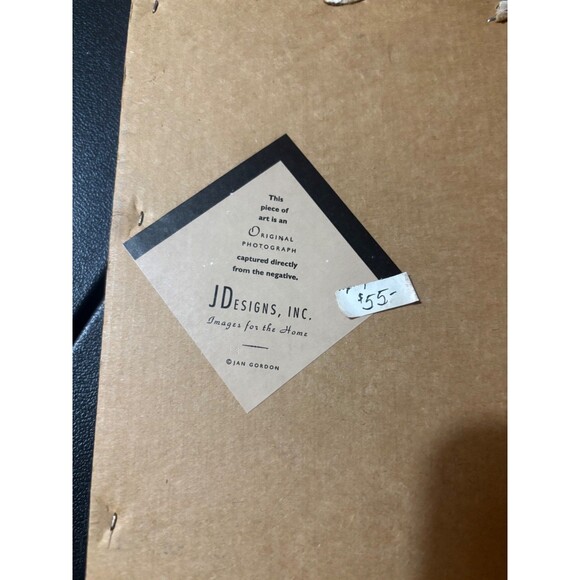 This
piece of
art is an
ORIGINAL
PHOTOGRAPH
captured directly
from the negative.
JDESIGNS, INC.
Images for the Home
©JAN GORDON
$55-